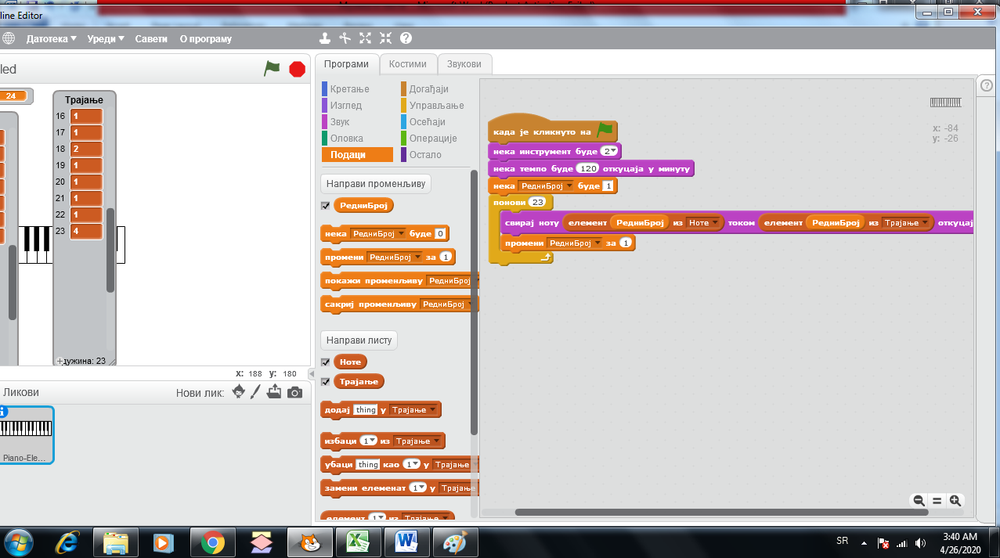 line Editor
Датотека Уреди Савети О програму
led
24
Трајање
16 1
17 1
18 2
19 1
20 1
21 1
22 1
23 4
дужина: 23
x: 188 y: 180
Ликови
Нови лик:
Piano-Ele...
Програми Костими Звукови
Кретање Догађаји
Изглед Управљање
Звук Осећаји
Оловка Операције
Подаци Остало
Направи променљиву
РедниБрој
нека РедниБрој буде 0
промени РедниБрој за 1
покажи променљиву РедниБрој
сакриј променљиву РедниБрој
Направи листу
Ноте
Трајање
додај thing у Трајање
избаци 1 из Трајање
убаци thing као 1 у Трајање
замени елеменат 1 у Трајање
елемент 1 из Трајање
када је кликнуто на
нека инструмент буде 2
нека темпо буде 120 откуцаја у минуту
нека РедниБрој буде 1
понови 23
свирај ноту елемент РедниБрој из Ноте током елемент РедниБрој из Трајање откуцај
промени РедниБрој за 1
x: -84
y: -26
SR
3:40 AM
4/26/2020